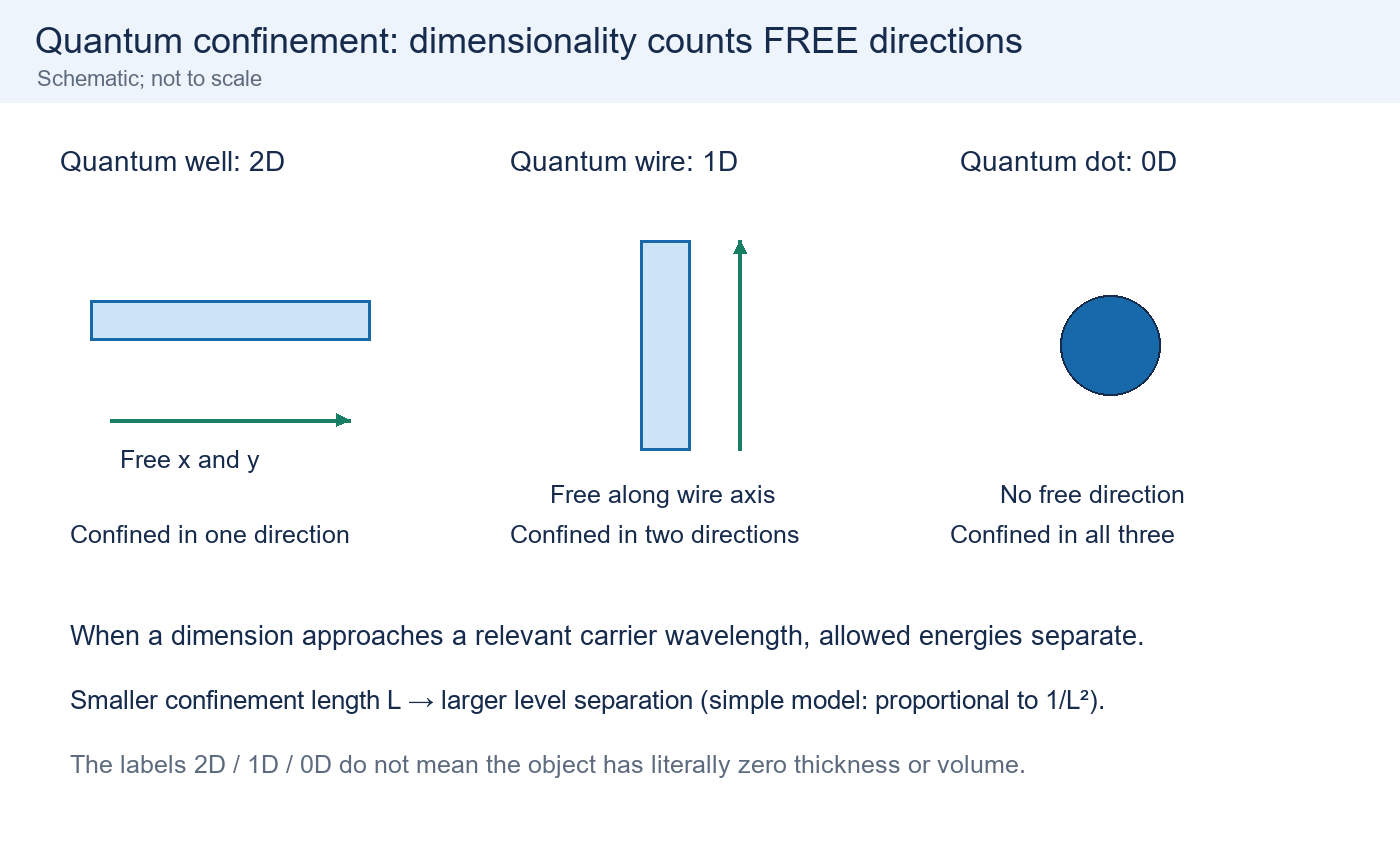 Quantum confinement: dimensionality counts FREE directions
Schematic; not to scale
Quantum well: 2D
Quantum wire: 1D
Quantum dot: 0D
Free x and y
Free along wire axis
No free direction
Confined in one direction
Confined in two directions
Confined in all three
When a dimension approaches a relevant carrier wavelength, allowed energies separate.
Smaller confinement length L → larger level separation (simple model: proportional to 1/L²).
The labels 2D / 1D / 0D do not mean the object has literally zero thickness or volume.